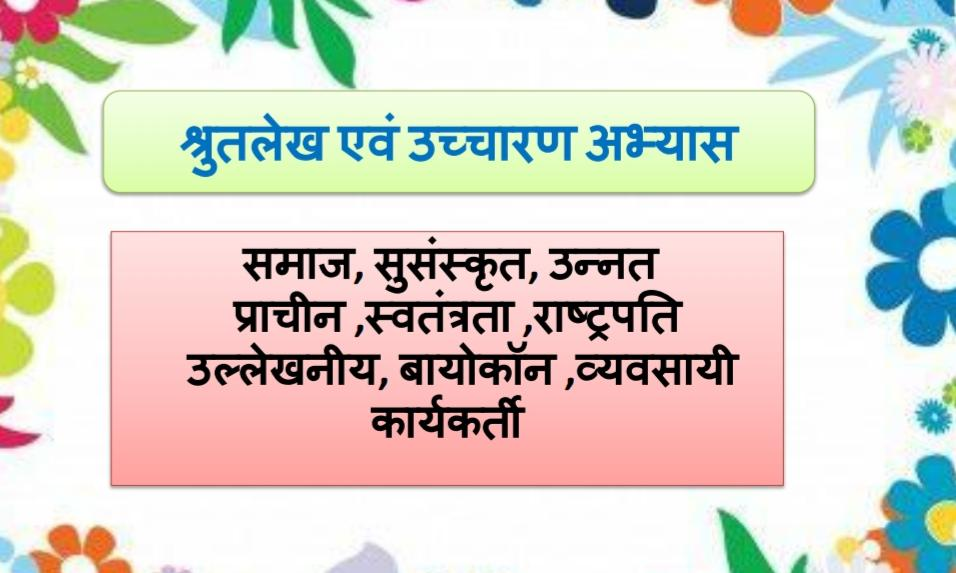 श्रुतलेख एवं उच्चारण अभ्यास
समाज, सुसंस्कृत, उन्नत
प्राचीन ,स्वतंत्रता ,राष्ट्रपति
उल्लेखनीय, बायोकॉन ,व्यवसायी
कार्यकर्ती